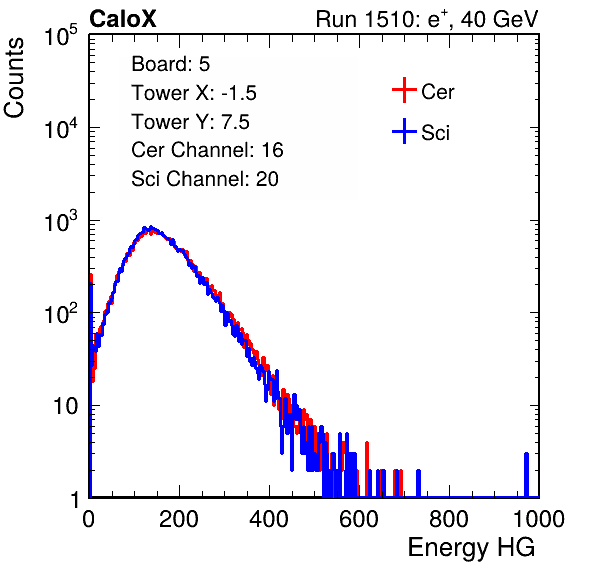 CaloX Run 1510: e+, 40 GeV
Counts
Board: 5
Tower X: -1.5
Tower Y: 7.5
Cer Channel: 16
Sci Channel: 20
Cer
Sci
10^5
10^4
10^3
10^2
10
1
0 200 400 600 800 1000
Energy HG